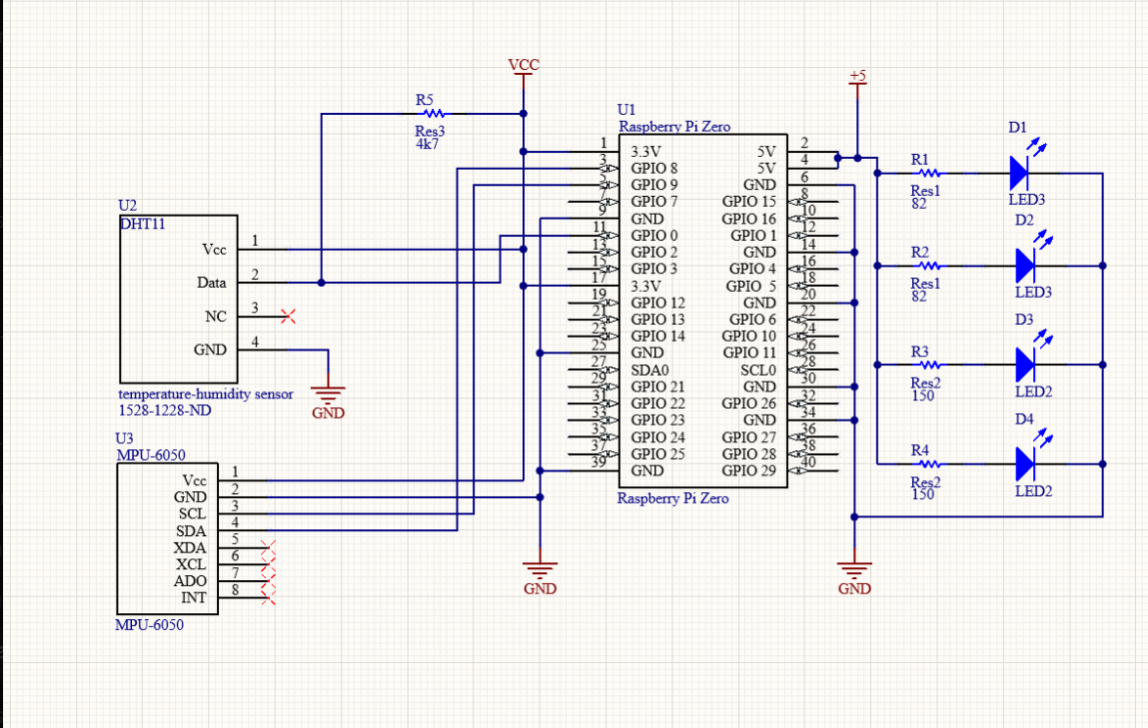 VCC
+5
R5
Res3
4k7
U1
Raspberry Pi Zero
1 3.3V 5V 2
3 GPIO 8 5V 4
5 GPIO 9 GND 6
7 GPIO 7 GPIO 15 8
9 GND GPIO 16 10
11 GPIO 0 GPIO 1 12
13 GPIO 2 GND 14
15 GPIO 3 GPIO 4 16
17 3.3V GPIO 5 18
19 GPIO 12 GND 20
21 GPIO 13 GPIO 6 22
23 GPIO 14 GPIO 10 24
25 GND GPIO 11 26
27 SDA0 SCL0 28
29 GPIO 21 GND 30
31 GPIO 22 GPIO 26 32
33 GPIO 23 GND 34
35 GPIO 24 GPIO 27 36
37 GPIO 25 GPIO 28 38
39 GND GPIO 29 40
Raspberry Pi Zero
U2
DHT11
Vcc 1
Data 2
NC 3
GND 4
temperature-humidity sensor
1528-1228-ND
GND
U3
MPU-6050
Vcc 1
GND 2
SCL 3
SDA 4
XDA 5
XCL 6
ADO 7
INT 8
MPU-6050
GND
GND
R1
Res1
82
D1
LED3
R2
Res1
82
D2
LED3
R3
Res2
150
D3
LED2
R4
Res2
150
D4
LED2